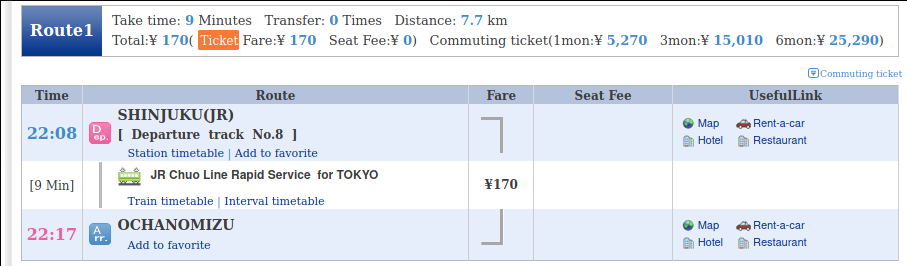 Route1
Take time: 9 Minutes Transfer: 0 Times Distance: 7.7 km
Total:¥ 170( Ticket Fare:¥ 170 Seat Fee:¥ 0) Commuting ticket(1mon:¥ 5,270 3mon:¥ 15,010 6mon:¥ 25,290)
Commuting ticket
Time Route Fare Seat Fee UsefulLink
22:08 Dep. SHINJUKU(JR)
[ Departure track No.8 ]
Station timetable | Add to favorite
Map Rent-a-car
Hotel Restaurant
[9 Min] JR Chuo Line Rapid Service for TOKYO
Train timetable | Interval timetable
¥170
22:17 Arr. OCHANOMIZU
Add to favorite
Map Rent-a-car
Hotel Restaurant